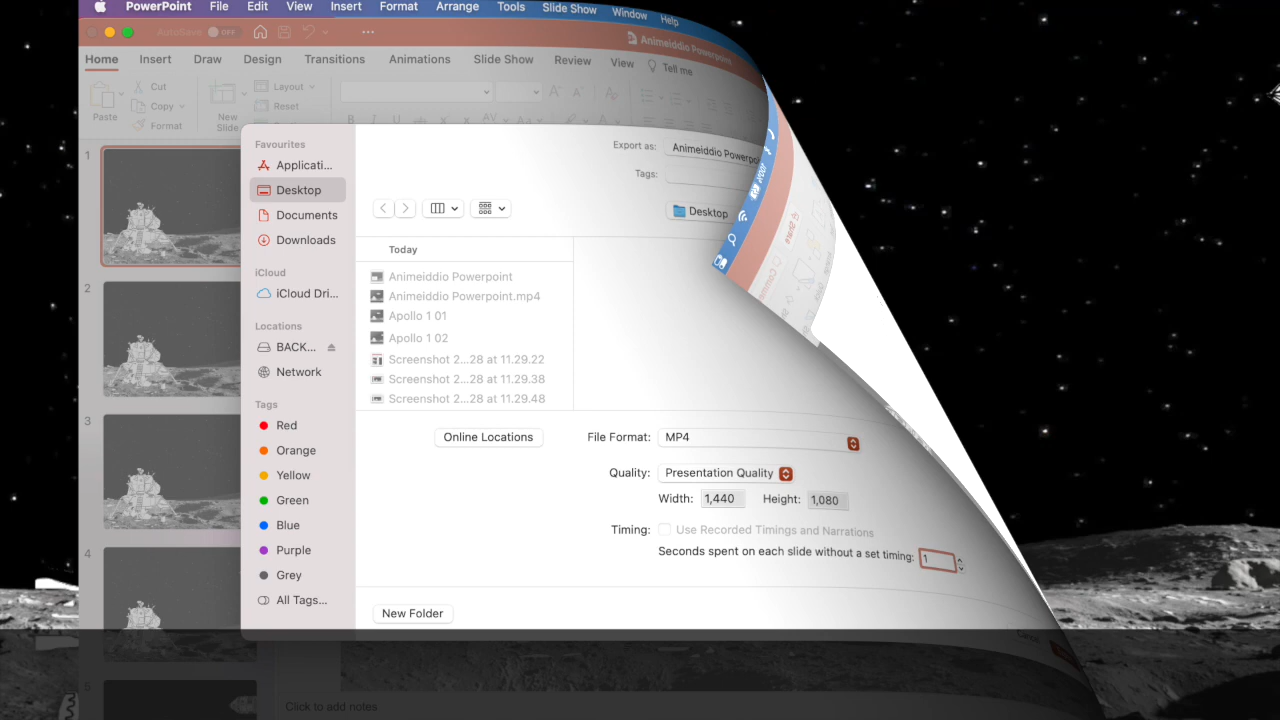 PowerPoint File Edit View Insert Format Arrange Tools Slide Show Window Help
AutoSave OFF
Animeiddio Powerpoint
Home Insert Draw Design Transitions Animations Slide Show Review View Tell me
Paste
Cut
Copy
Format
New
Slide
Layout
Reset
Favourites
Applicati...
Desktop
Documents
Downloads
iCloud
iCloud Dri...
Locations
BACK...
Network
Tags
Red
Orange
Yellow
Green
Blue
Purple
Grey
All Tags...
Export as: Animeiddio Powerpoi
Tags:
Desktop
Today
Animeiddio Powerpoint
Animeiddio Powerpoint.mp4
Apollo 1 01
Apollo 1 02
Screenshot 2...28 at 11.29.22
Screenshot 2...28 at 11.29.38
Screenshot 2...28 at 11.29.48
Online Locations
File Format: MP4
Quality: Presentation Quality
Width: 1,440 Height: 1,080
Timing: Use Recorded Timings and Narrations
Seconds spent on each slide without a set timing: 1
New Folder
1
2
3
4
5
Click to add notes